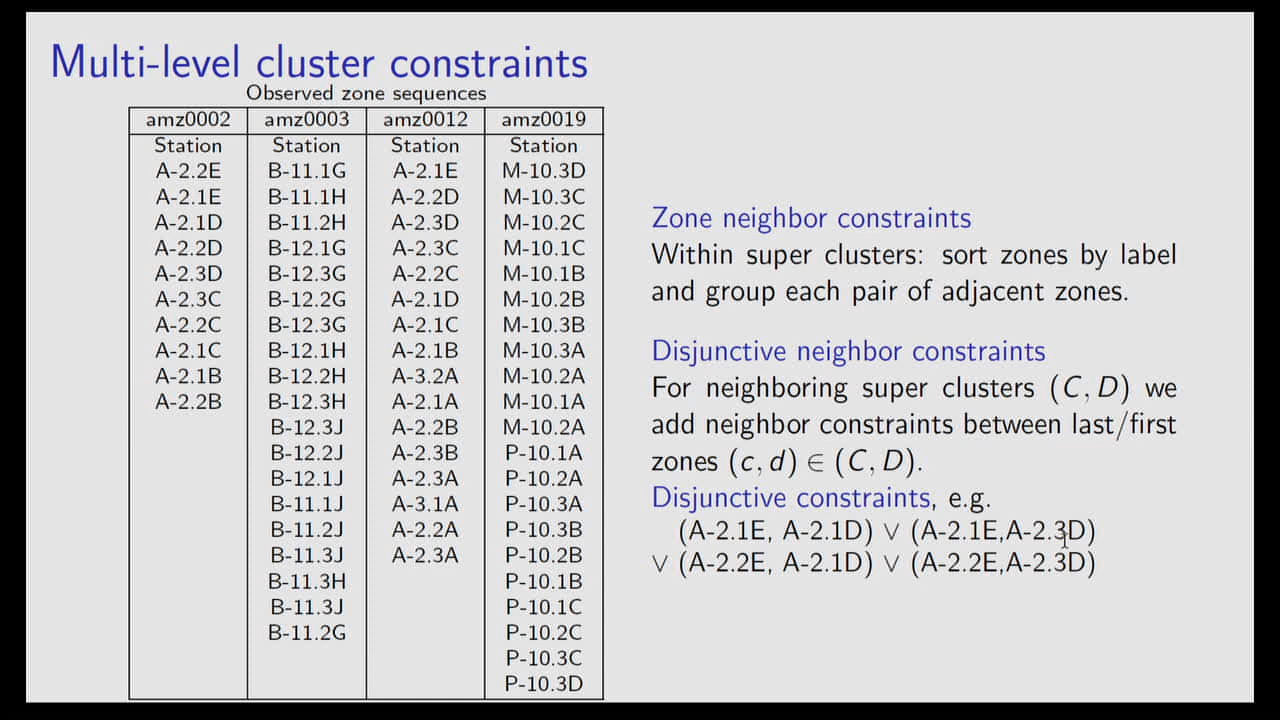 Multi-level cluster constraints
Observed zone sequences
amz0002 amz0003 amz0012 amz0019
Station Station Station Station
A-2.2E B-11.1G A-2.1E M-10.3D
A-2.1E B-11.1H A-2.2D M-10.3C
A-2.1D B-11.2H A-2.3D M-10.2C
A-2.2D B-12.1G A-2.3C M-10.1C
A-2.3D B-12.3G A-2.2C M-10.1B
A-2.3C B-12.2G A-2.1D M-10.2B
A-2.2C B-12.3G A-2.1C M-10.3B
A-2.1C B-12.1H A-2.1B M-10.3A
A-2.1B B-12.2H A-3.2A M-10.2A
A-2.2B B-12.3H A-2.1A M-10.1A
B-12.3J A-2.2B M-10.2A
B-12.2J A-2.3B P-10.1A
B-12.1J A-2.3A P-10.2A
B-11.1J A-3.1A P-10.3A
B-11.2J A-2.2A P-10.3B
B-11.3J A-2.3A P-10.2B
B-11.3H P-10.1B
B-11.3J P-10.1C
B-11.2G P-10.2C
P-10.3C
P-10.3D
Zone neighbor constraints
Within super clusters: sort zones by label
and group each pair of adjacent zones.
Disjunctive neighbor constraints
For neighboring super clusters (C, D) we
add neighbor constraints between last/first
zones (c, d) ∈ (C, D).
Disjunctive constraints, e.g.
(A-2.1E, A-2.1D) ∨ (A-2.1E,A-2.3D)
∨ (A-2.2E, A-2.1D) ∨ (A-2.2E,A-2.3D)